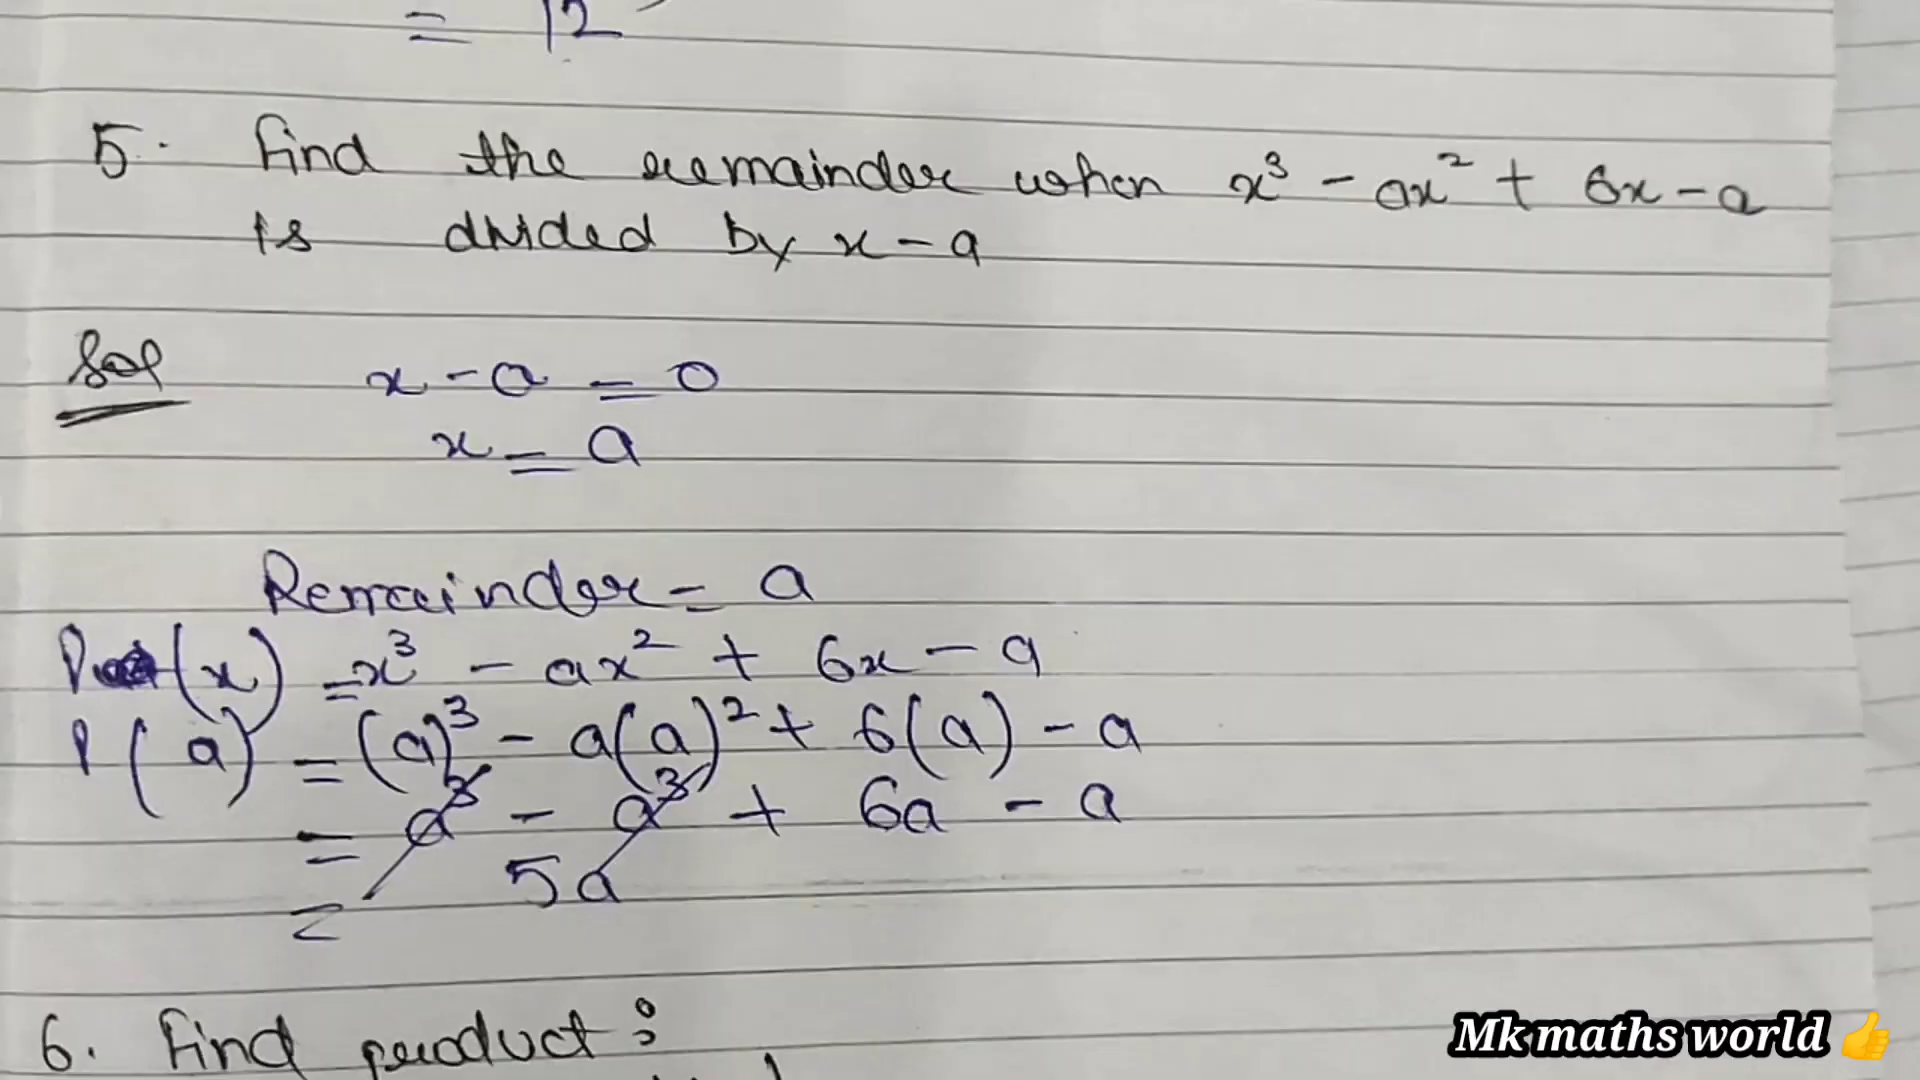 = 12
5. Find the remainder when x³ - ax² + 6x - a
is divided by x - a
Sol
x - a = 0
x = a
Remainder = a
P(x) = x³ - ax² + 6x - a
P(a) = (a)³ - a(a)² + 6(a) - a
= a³ - a³ + 6a - a
= 5a
6. Find product:
Mk maths world 👍